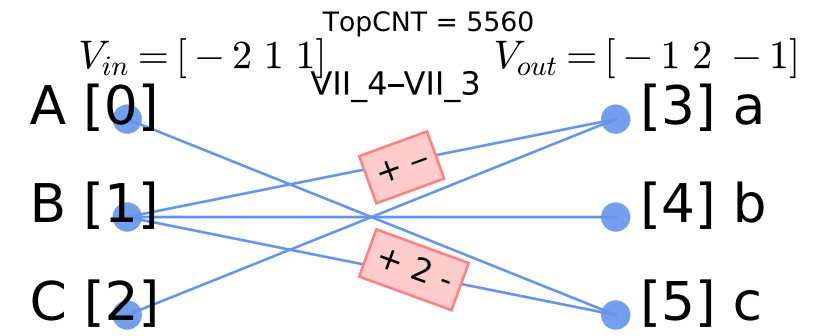 TopCNT = 5560
V_in = [ − 2 1 1] V_out = [ − 1 2 − 1]
VII_4–VII_3
A [0] [3] a
+ −
B [1] [4] b
+ 2 -
C [2] [5] c